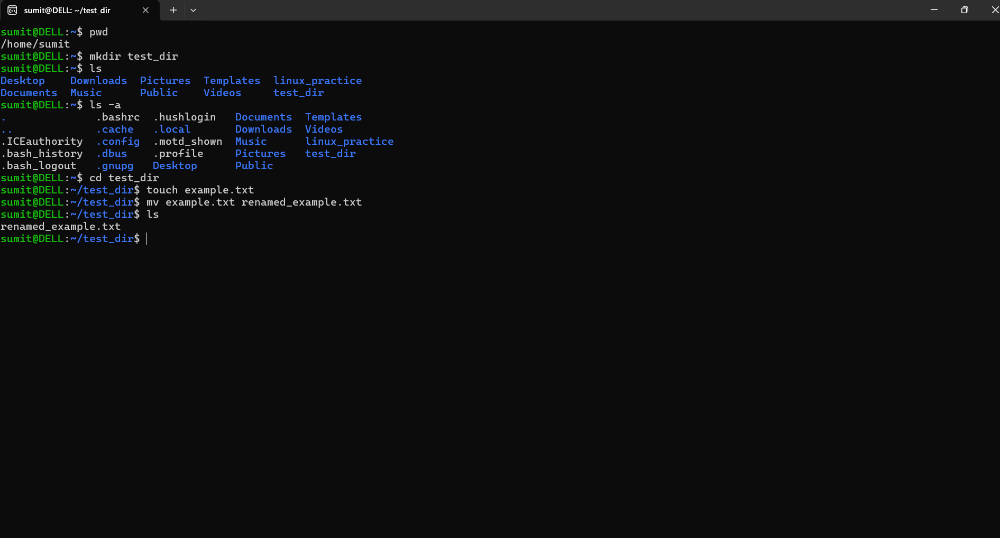 sumit@DELL: ~/test_dir
sumit@DELL:~$ pwd
/home/sumit
sumit@DELL:~$ mkdir test_dir
sumit@DELL:~$ ls
Desktop    Downloads  Pictures  Templates  linux_practice
Documents  Music      Public    Videos     test_dir
sumit@DELL:~$ ls -a
.              .bashrc  .hushlogin   Documents  Templates
..             .cache   .local       Downloads  Videos
.ICEauthority  .config  .motd_shown  Music      linux_practice
.bash_history  .dbus    .profile     Pictures   test_dir
.bash_logout   .gnupg   Desktop      Public
sumit@DELL:~$ cd test_dir
sumit@DELL:~/test_dir$ touch example.txt
sumit@DELL:~/test_dir$ mv example.txt renamed_example.txt
sumit@DELL:~/test_dir$ ls
renamed_example.txt
sumit@DELL:~/test_dir$